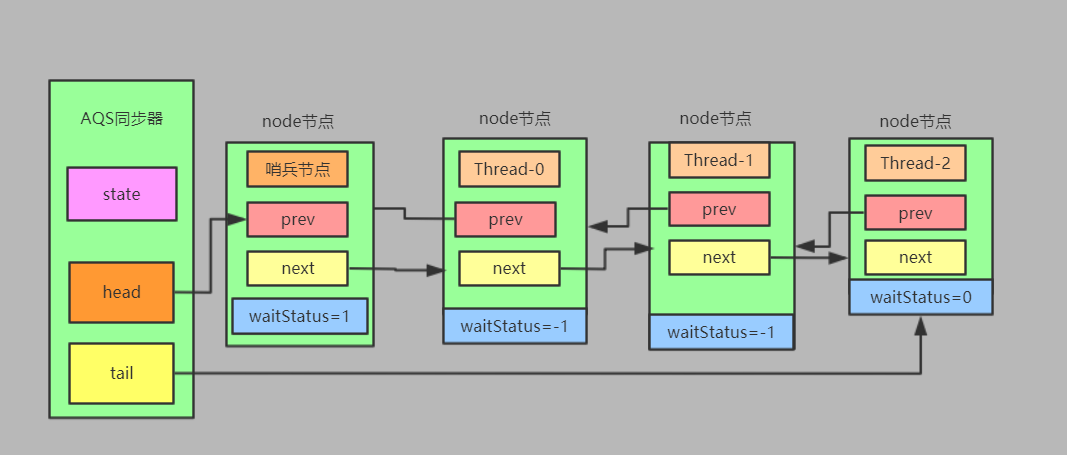 AQS同步器
state
head
tail
node节点
哨兵节点
prev
next
waitStatus=1
node节点
Thread-0
prev
next
waitStatus=-1
node节点
Thread-1
prev
next
waitStatus=-1
node节点
Thread-2
prev
next
waitStatus=0